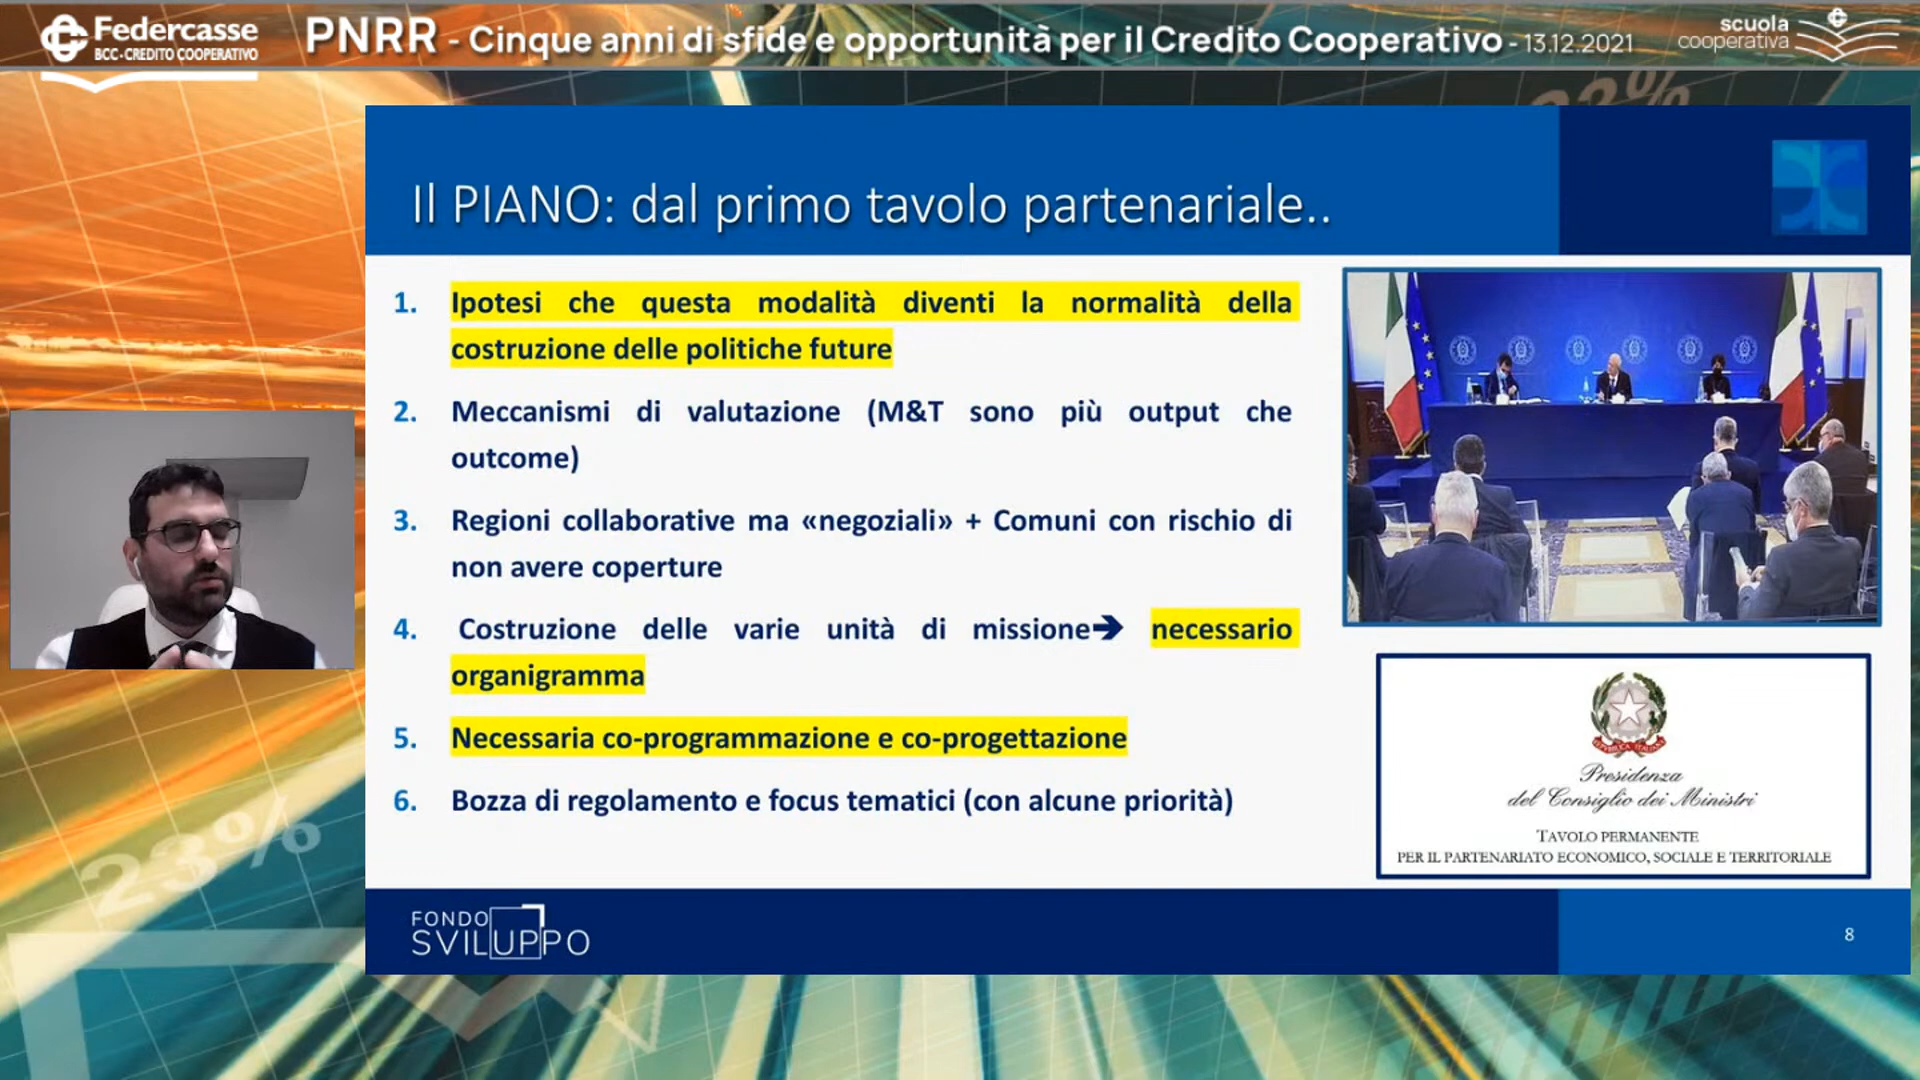 Federcasse
BCC-CREDITO COOPERATIVO
PNRR - Cinque anni di sfide e opportunità per il Credito Cooperativo - 13.12.2021
scuola
cooperativa
23%
Il PIANO: dal primo tavolo partenariale..
1. Ipotesi che questa modalità diventi la normalità della
costruzione delle politiche future
2. Meccanismi di valutazione (M&T sono più output che
outcome)
3. Regioni collaborative ma «negoziali» + Comuni con rischio di
non avere coperture
4. Costruzione delle varie unità di missione➔ necessario
organigramma
5. Necessaria co-programmazione e co-progettazione
6. Bozza di regolamento e focus tematici (con alcune priorità)
REPVBBLICA ITALIANA
Presidenza
del Consiglio dei Ministri
TAVOLO PERMANENTE
PER IL PARTENARIATO ECONOMICO, SOCIALE E TERRITORIALE
FONDO
SVILUPPO
8